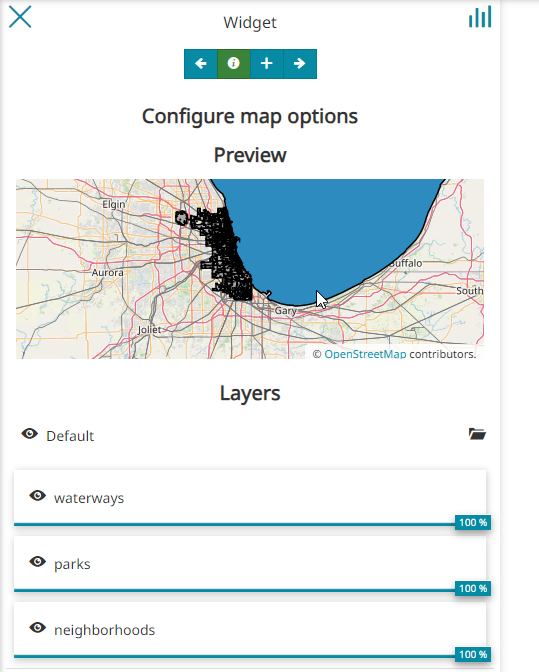 Widget
Configure map options
Preview
Elgin
Aurora
Buffalo
South
Gary
Joliet
© OpenStreetMap contributors.
Layers
Default
waterways
100 %
parks
100 %
neighborhoods
100 %